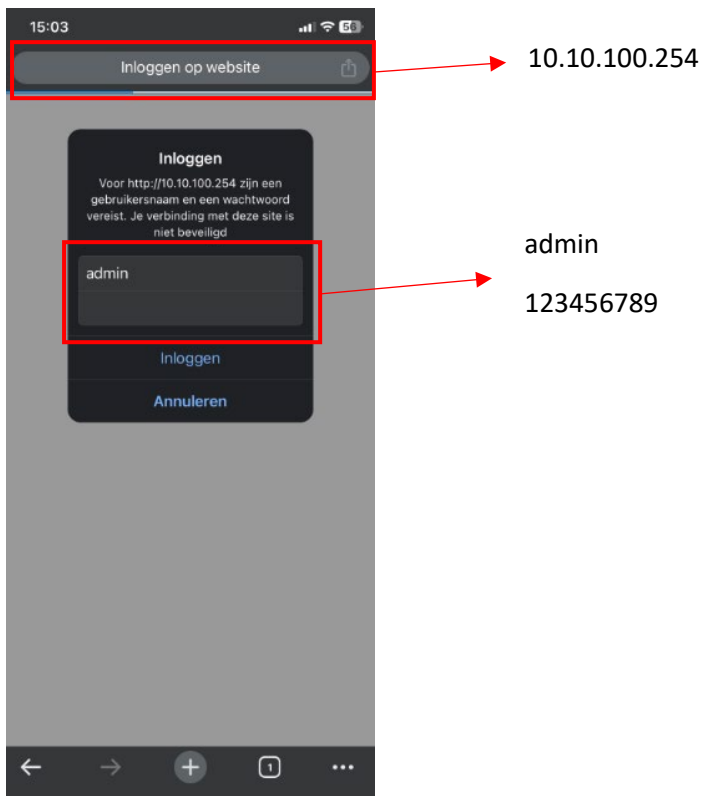 15:03
56
Inloggen op website
10.10.100.254
Inloggen
Voor http://10.10.100.254 zijn een
gebruikersnaam en een wachtwoord
vereist. Je verbinding met deze site is
niet beveiligd
admin
admin
123456789
Inloggen
Annuleren
1